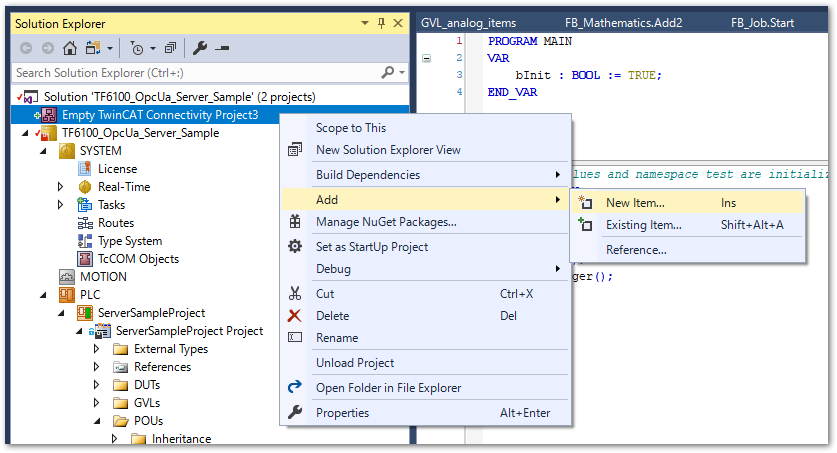 Solution Explorer
Search Solution Explorer (Ctrl+;)
Solution 'TF6100_OpcUa_Server_Sample' (2 projects)
Empty TwinCAT Connectivity Project3
TF6100_OpcUa_Server_Sample
SYSTEM
License
Real-Time
Tasks
Routes
Type System
TcCOM Objects
MOTION
PLC
ServerSampleProject
ServerSampleProject Project
External Types
References
DUTs
GVLs
POUs
Inheritance
Scope to This
New Solution Explorer View
Build Dependencies
Add
Manage NuGet Packages...
Set as StartUp Project
Debug
Cut Ctrl+X
Delete Del
Rename
Unload Project
Open Folder in File Explorer
Properties Alt+Enter
New Item... Ins
Existing Item... Shift+Alt+A
Reference...
GVL_analog_items FB_Mathematics.Add2 FB_Job.Start
1 PROGRAM MAIN
2 VAR
3 bInit : BOOL := TRUE;
4 END_VAR
lues and namespace test are initializ
ger();